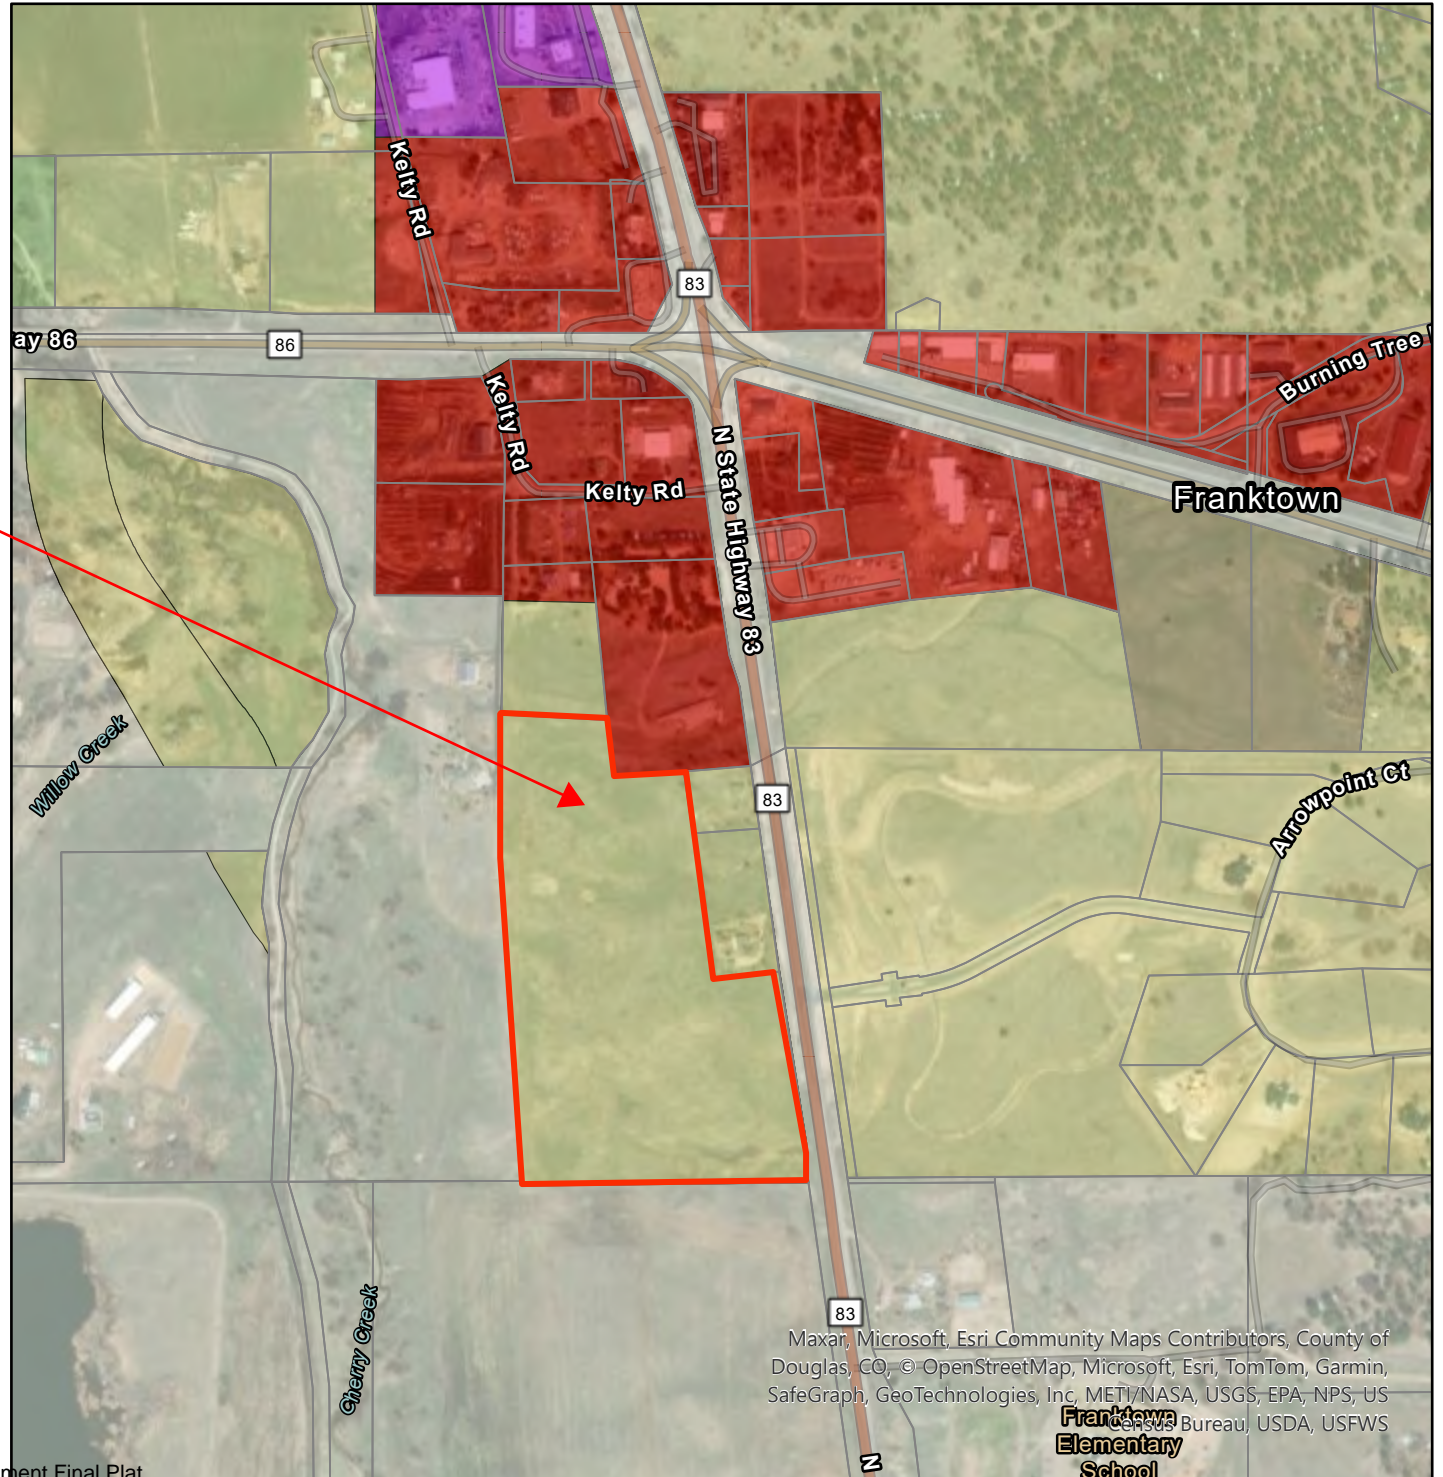 Kelty Rd
83
ay 86
86
Burning Tree
Kelty Rd
Kelty Rd
N State Highway 83
Franktown
Willow Creek
83
Arrowpoint Ct
Cherry Creek
83
Maxar, Microsoft, Esri Community Maps Contributors, County of
Douglas, CO, © OpenStreetMap, Microsoft, Esri, TomTom, Garmin,
SafeGraph, GeoTechnologies, Inc, METI/NASA, USGS, EPA, NPS, US
Census Bureau, USDA, USFWS
Franktown
Elementary
School
N
ment Final Plat